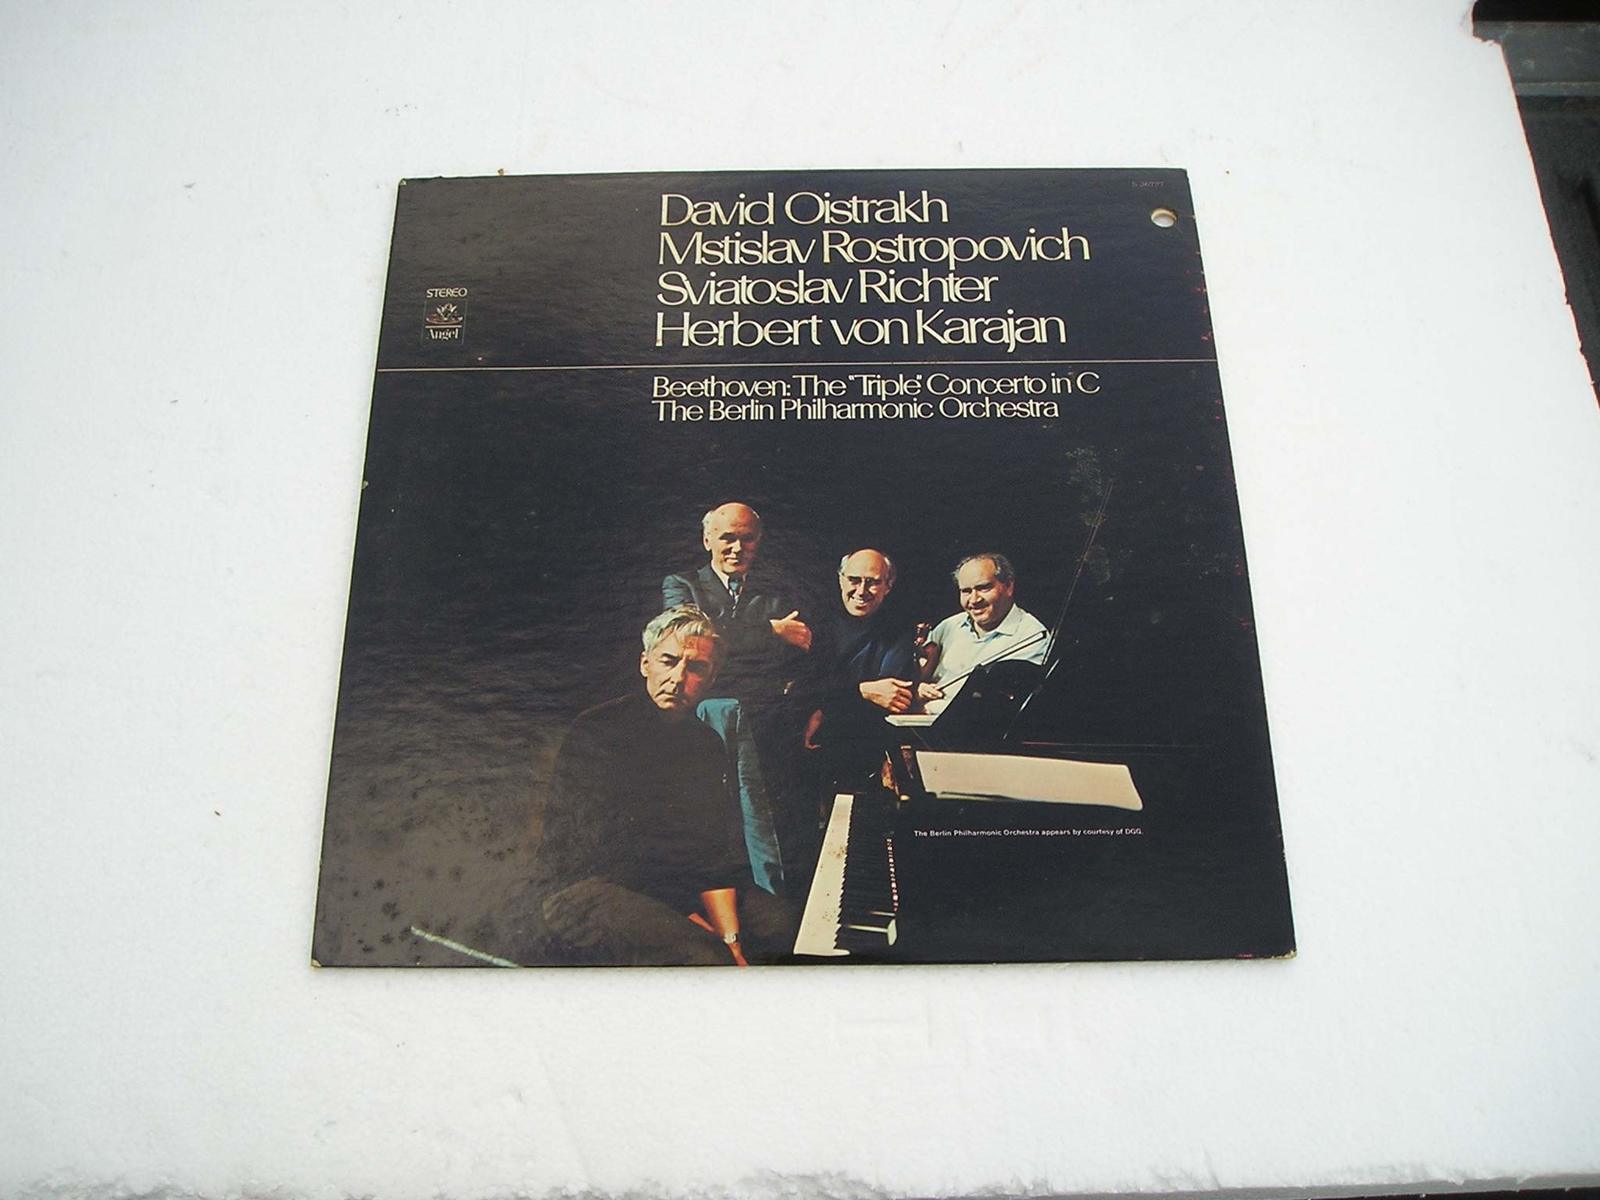 David Oistrakh
Mstislav Rostropovich
Sviatoslav Richter
Herbert von Karajan
STEREO
Angel
Beethoven: The "Triple" Concerto in C
The Berlin Philharmonic Orchestra
The Berlin Philharmonic Orchestra appears by courtesy of DGG.